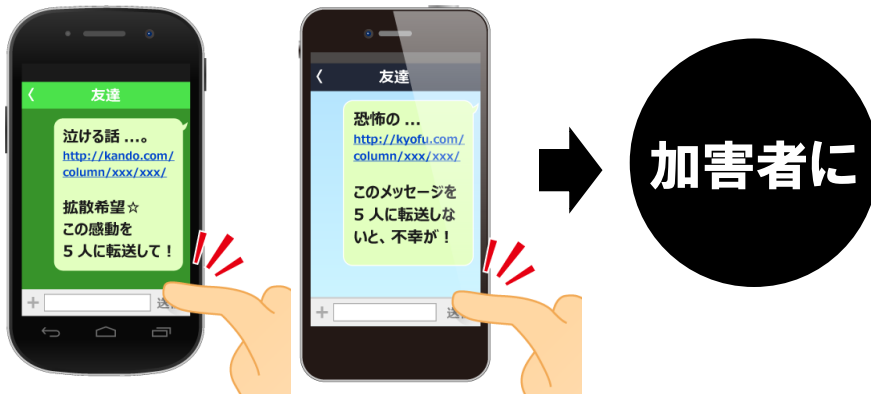 友達
泣ける話 ...。
http://kando.com/
column/xxx/xxx/
拡散希望☆
この感動を
5 人に転送して！
友達
恐怖の ...
http://kyofu.com/
column/xxx/xxx/
このメッセージを
5 人に転送しな
いと、不幸が！
加害者に